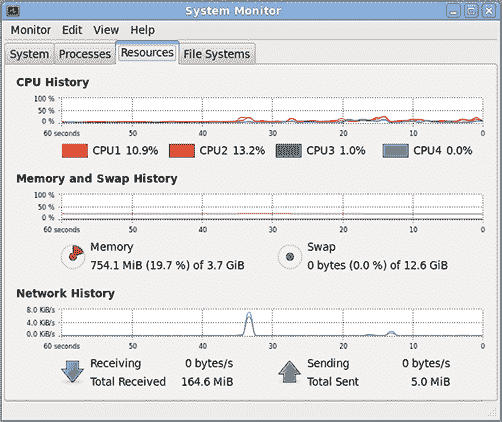 System Monitor
Monitor Edit View Help
System Processes Resources File Systems
CPU History
100 %
50 %
0 %
60 seconds 50 40 30 20 10 0
CPU1 10.9% CPU2 13.2% CPU3 1.0% CPU4 0.0%
Memory and Swap History
100 %
50 %
0 %
60 seconds 50 40 30 20 10 0
Memory Swap
754.1 MiB (19.7 %) of 3.7 GiB 0 bytes (0.0 %) of 12.6 GiB
Network History
8.0 KiB/s
4.0 KiB/s
0.0 KiB/s
60 seconds 50 40 30 20 10 0
Receiving 0 bytes/s Sending 0 bytes/s
Total Received 164.6 MiB Total Sent 5.0 MiB